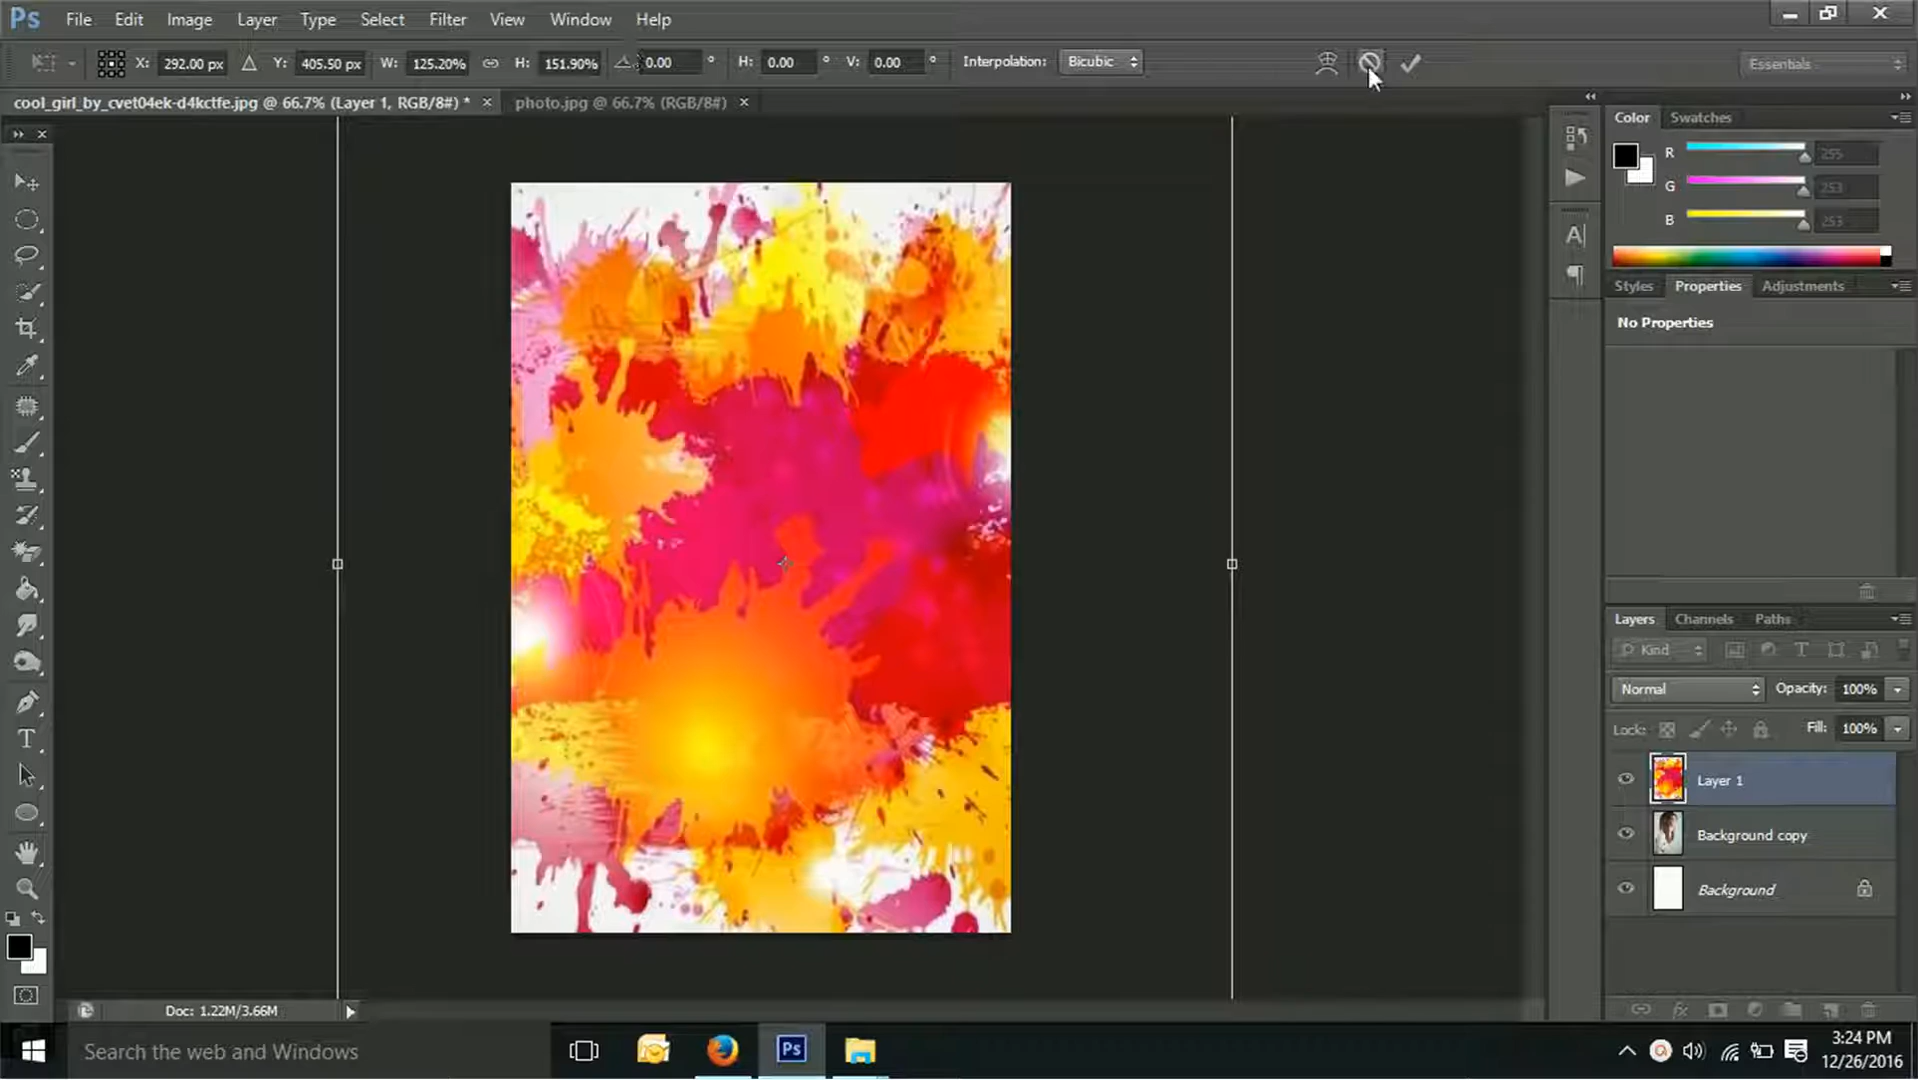 Ps File Edit Image Layer Type Select Filter View Window Help
X: 292.00 px Y: 405.50 px W: 125.20% H: 151.90% 0.00 ° H: 0.00 ° V: 0.00 ° Interpolation: Bicubic Essentials
cool_girl_by_cvet04ek-d4kctfe.jpg @ 66.7% (Layer 1, RGB/8#) * photo.jpg @ 66.7% (RGB/8#)
Color Swatches
R 255
G 253
B 253
Styles Properties Adjustments
No Properties
Layers Channels Paths
Kind
Normal Opacity: 100%
Lock: Fill: 100%
Layer 1
Background copy
Background
Doc: 1.22M/3.66M
Search the web and Windows
Ps
3:24 PM
12/26/2016